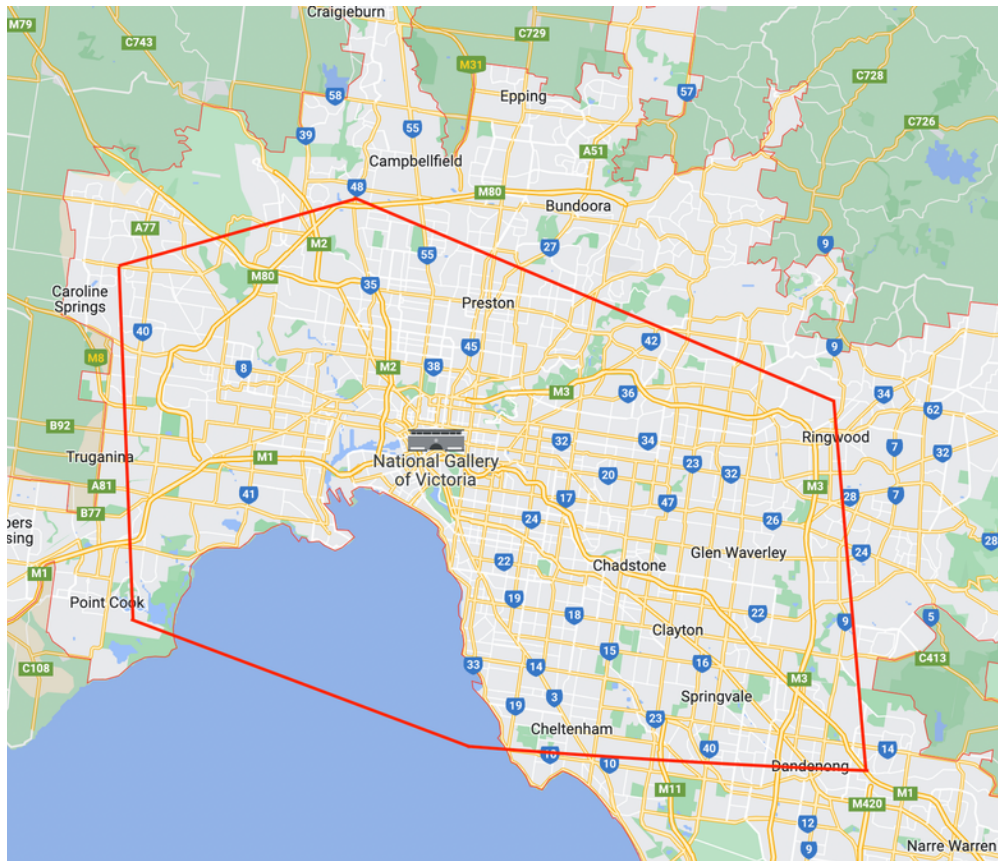 Craigieburn
M79
C743
C729
M31
58
Epping
57
C728
C726
39
55
A51
Campbellfield
48
M80
Bundoora
A77
M2
27
9
55
M80
35
Caroline
Springs
Preston
40
45
42
9
M8
8
38
M2
M3
36
34
62
B92
32
34
Ringwood
7
32
Truganina
M1
National Gallery
of Victoria
23
32
20
A81
41
M3
28
7
17
47
B77
24
26
pers
sing
28
Glen Waverley
24
M1
22
Chadstone
Point Cook
19
18
22
9
5
Clayton
C108
33
14
15
16
C413
M3
Springvale
3
19
23
Cheltenham
40
14
10
10
Dandenong
M11
M1
M420
12
9
Narre Warren